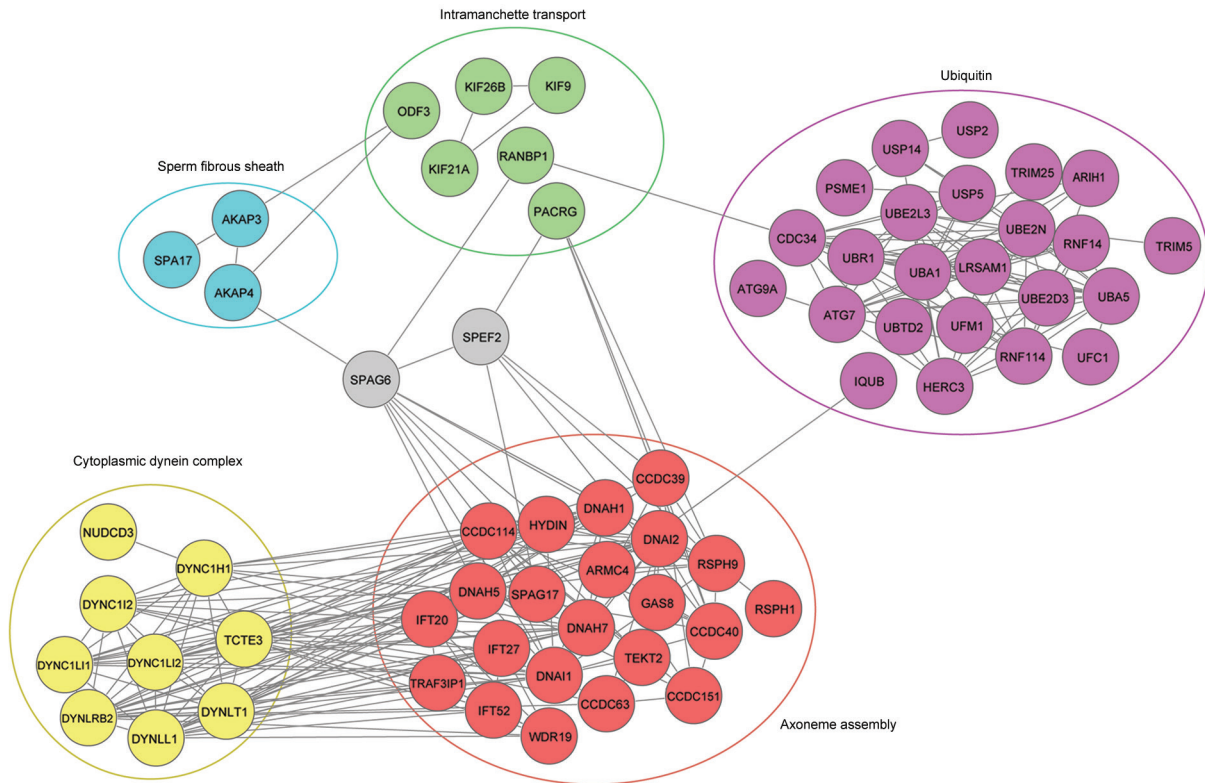 Intramanchette transport
Ubiquitin
Sperm fibrous sheath
Cytoplasmic dynein complex
Axoneme assembly
ODF3
KIF26B
KIF9
KIF21A
RANBP1
PACRG
AKAP3
SPA17
AKAP4
SPEF2
SPAG6
USP2
USP14
TRIM25
ARIH1
PSME1
USP5
UBE2L3
UBE2N
CDC34
RNF14
TRIM5
UBR1
UBA1
LRSAM1
ATG9A
UBE2D3
UBA5
ATG7
UBTD2
UFM1
RNF114
UFC1
IQUB
HERC3
NUDCD3
DYNC1H1
DYNC1I2
TCTE3
DYNC1LI1
DYNC1LI2
DYNLRB2
DYNLT1
DYNLL1
CCDC39
DNAH1
HYDIN
CCDC114
DNAI2
RSPH9
ARMC4
DNAH5
SPAG17
GAS8
RSPH1
IFT20
DNAH7
CCDC40
IFT27
TEKT2
TRAF3IP1
DNAI1
CCDC151
CCDC63
IFT52
WDR19